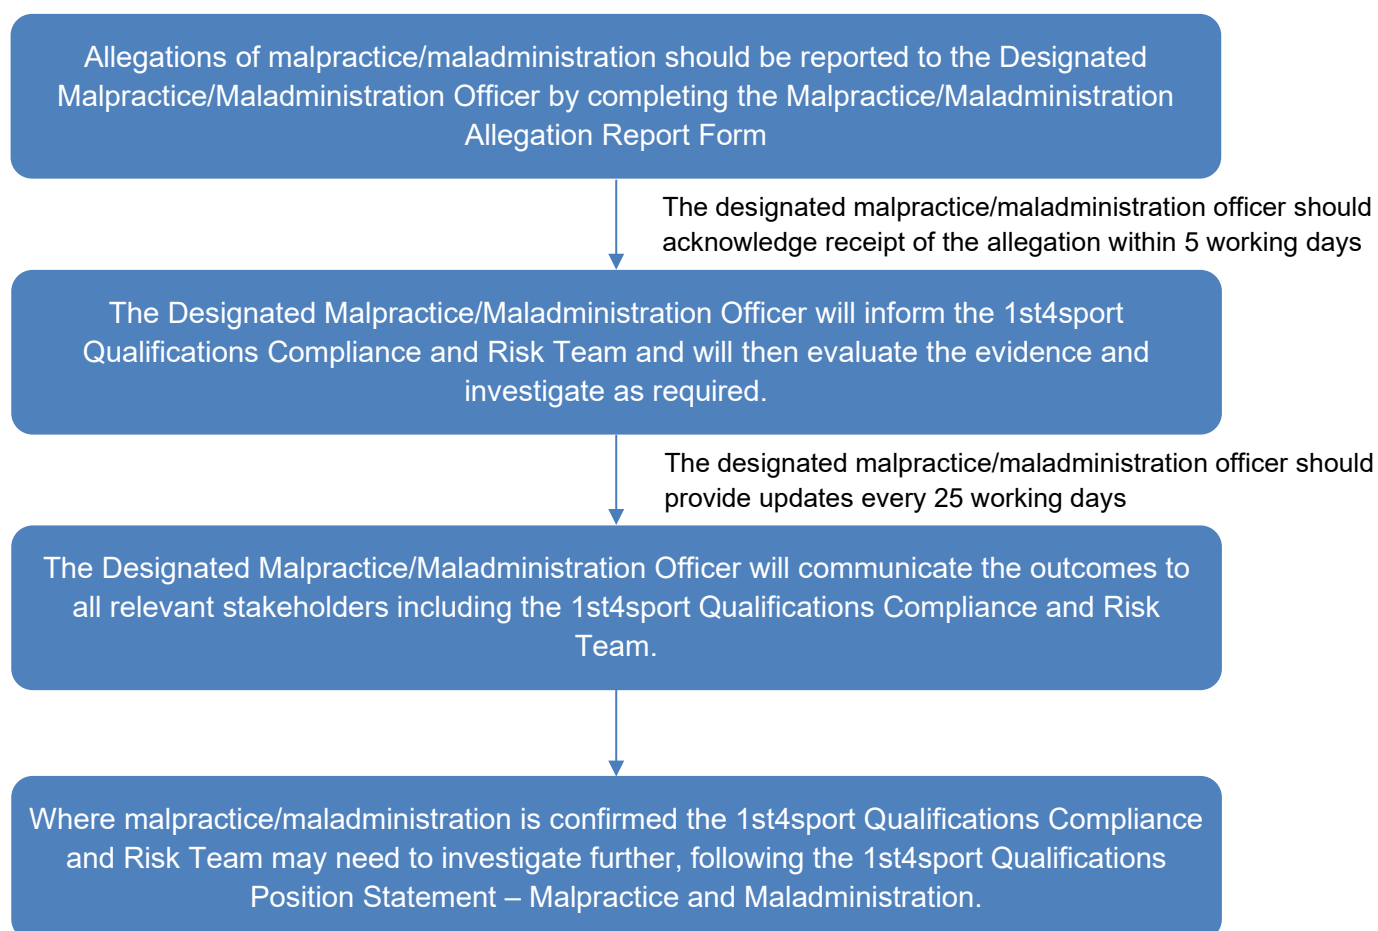 Allegations of malpractice/maladministration should be reported to the Designated
Malpractice/Maladministration Officer by completing the Malpractice/Maladministration
Allegation Report Form
The designated malpractice/maladministration officer should
acknowledge receipt of the allegation within 5 working days
The Designated Malpractice/Maladministration Officer will inform the 1st4sport
Qualifications Compliance and Risk Team and will then evaluate the evidence and
investigate as required.
The designated malpractice/maladministration officer should
provide updates every 25 working days
The Designated Malpractice/Maladministration Officer will communicate the outcomes to
all relevant stakeholders including the 1st4sport Qualifications Compliance and Risk
Team.
Where malpractice/maladministration is confirmed the 1st4sport Qualifications Compliance
and Risk Team may need to investigate further, following the 1st4sport Qualifications
Position Statement – Malpractice and Maladministration.